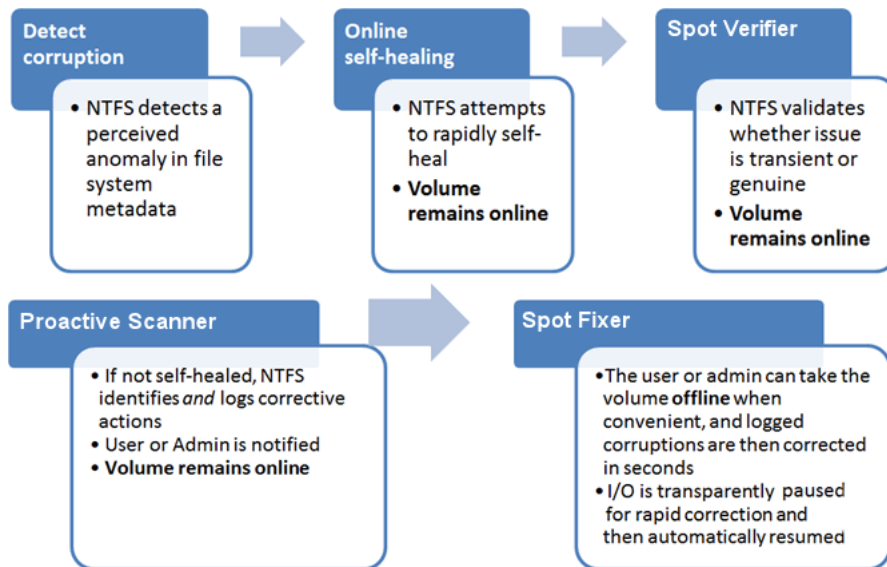 Detect
corruption
• NTFS detects a
perceived
anomaly in file
system
metadata
Online
self-healing
• NTFS attempts
to rapidly self-
heal
• Volume
remains online
Spot Verifier
• NTFS validates
whether issue
is transient or
genuine
• Volume
remains online
Proactive Scanner
• If not self-healed, NTFS
identifies and logs corrective
actions
• User or Admin is notified
• Volume remains online
Spot Fixer
• The user or admin can take the
volume offline when
convenient, and logged
corruptions are then corrected
in seconds
• I/O is transparently paused
for rapid correction and
then automatically resumed